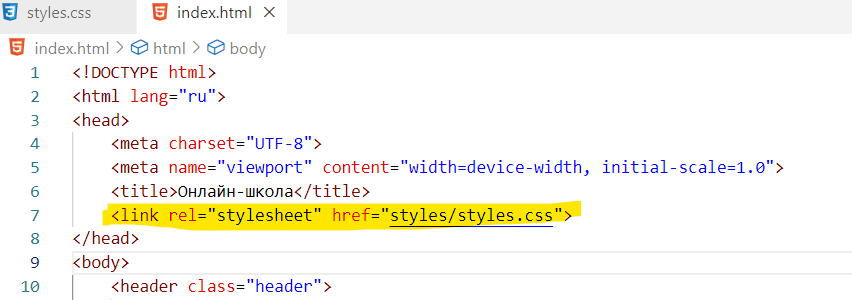 styles.css index.html
index.html > html > body
1 <!DOCTYPE html>
2 <html lang="ru">
3 <head>
4 <meta charset="UTF-8">
5 <meta name="viewport" content="width=device-width, initial-scale=1.0">
6 <title>Онлайн-школа</title>
7 <link rel="stylesheet" href="styles/styles.css">
8 </head>
9 <body>
10 <header class="header">